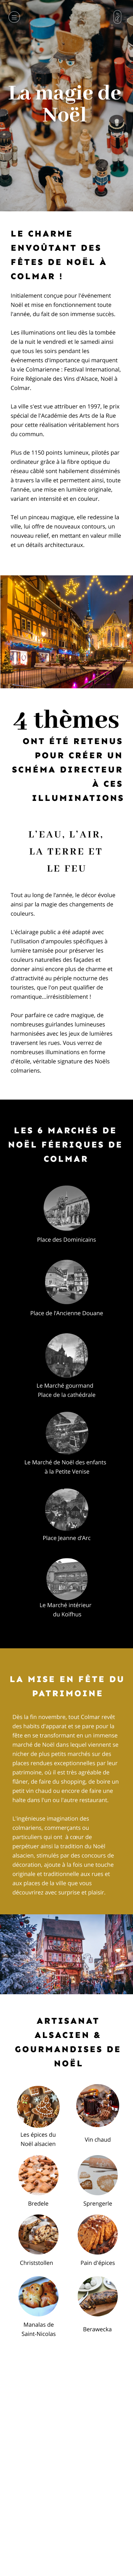 La magie de
Noël
LE CHARME
ENVOÛTANT DES
FÊTES DE NOËL À
COLMAR !
Initialement conçue pour l'événement
Noël et mise en fonctionnement toute
l'année, du fait de son immense succès.
Les illuminations ont lieu dès la tombée
de la nuit le vendredi et le samedi ainsi
que tous les soirs pendant les
événements d'importance qui marquent
la vie Colmarienne : Festival International,
Foire Régionale des Vins d'Alsace, Noël à
Colmar.
La ville s'est vue attribuer en 1997, le prix
spécial de l'Académie des Arts de la Rue
pour cette réalisation véritablement hors
du commun.
Plus de 1150 points lumineux, pilotés par
ordinateur grâce à la fibre optique du
réseau câblé sont habilement disséminés
à travers la ville et permettent ainsi, toute
l'année, une mise en lumière originale,
variant en intensité et en couleur.
Tel un pinceau magique, elle redessine la
ville, lui offre de nouveaux contours, un
nouveau relief, en mettant en valeur mille
et un détails architecturaux.
4 thèmes
ONT ÉTÉ RETENUS
POUR CRÉER UN
SCHÉMA DIRECTEUR
À CES
ILLUMINATIONS
L'EAU, L'AIR,
LA TERRE ET
LE FEU
Tout au long de l'année, le décor évolue
ainsi par la magie des changements de
couleurs.
L'éclairage public a été adapté avec
l'utilisation d'ampoules spécifiques à
lumière tamisée pour préserver les
couleurs naturelles des façades et
donner ainsi encore plus de charme et
d'attractivité au périple nocturne des
touristes, que l'on peut qualifier de
romantique...irrésistiblement !
Pour parfaire ce cadre magique, de
nombreuses guirlandes lumineuses
harmonisées avec les jeux de lumières
traversent les rues. Vous verrez de
nombreuses illuminations en forme
d'étoile, véritable signature des Noëls
colmariens.
LES 6 MARCHÉS DE
NOËL FÉERIQUES DE
COLMAR
Place des Dominicains
Place de l'Ancienne Douane
Le Marché gourmand
Place de la cathédrale
Le Marché de Noël des enfants
à la Petite Venise
Place Jeanne d'Arc
Le Marché intérieur
du Koïfhus
LA MISE EN FÊTE DU
PATRIMOINE
Dès la fin novembre, tout Colmar revêt
des habits d'apparat et se pare pour la
fête en se transformant en un immense
marché de Noël dans lequel viennent se
nicher de plus petits marchés sur des
places rendues exceptionnelles par leur
patrimoine, où il est très agréable de
flâner, de faire du shopping, de boire un
petit vin chaud ou encore de faire une
halte dans l'un ou l'autre restaurant.
L'ingénieuse imagination des
colmariens, commerçants ou
particuliers qui ont à cœur de
perpétuer ainsi la tradition du Noël
alsacien, stimulés par des concours de
décoration, ajoute à la fois une touche
originale et traditionnelle aux rues et
aux places de la ville que vous
découvrirez avec surprise et plaisir.
ARTISANAT
ALSACIEN &
GOURMANDISES DE
NOËL
Les épices du
Noël alsacien
Vin chaud
Bredele
Sprengerle
Christstollen
Pain d'épices
Manalas de
Saint-Nicolas
Berawecka